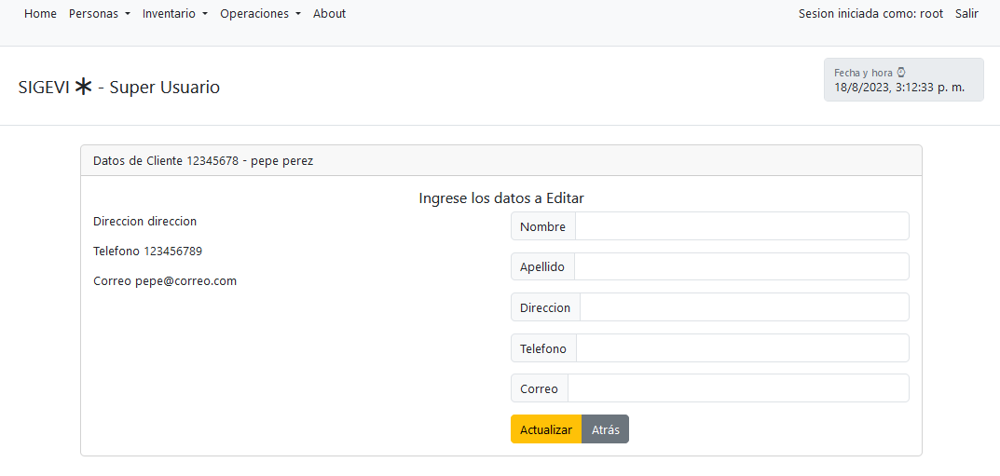 Home Personas Inventario Operaciones About Sesion iniciada como: root Salir
Fecha y hora ⌚
SIGEVI - Super Usuario
18/8/2023, 3:12:33 p. m.
Datos de Cliente 12345678 - pepe perez
Ingrese los datos a Editar
Direccion direccion
Telefono 123456789
Correo pepe@correo.com
Nombre
Apellido
Direccion
Telefono
Correo
Actualizar Atrás